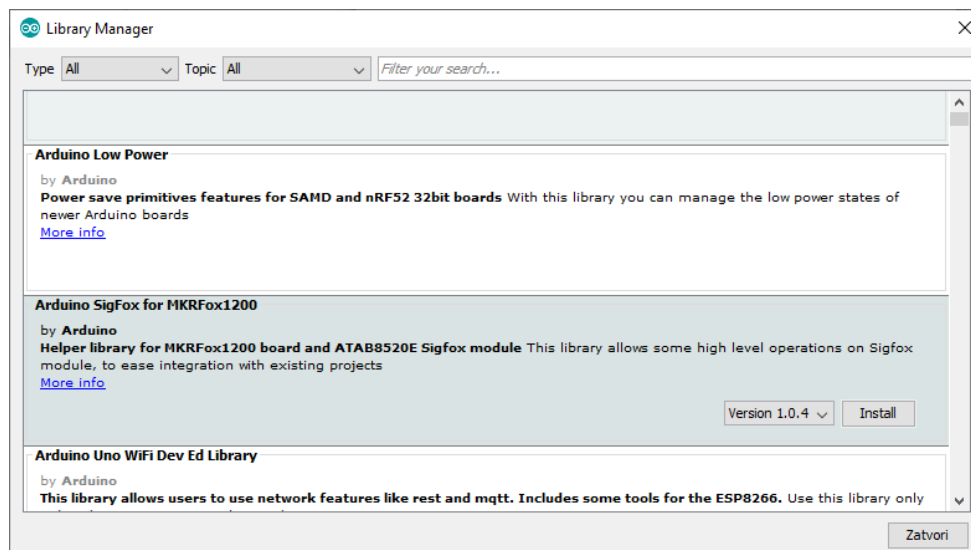 Library Manager
Type All Topic All Filter your search...
Arduino Low Power
by Arduino
Power save primitives features for SAMD and nRF52 32bit boards With this library you can manage the low power states of
newer Arduino boards
More info
Arduino SigFox for MKRFox1200
by Arduino
Helper library for MKRFox1200 board and ATAB8520E Sigfox module This library allows some high level operations on Sigfox
module, to ease integration with existing projects
More info
Version 1.0.4 Install
Arduino Uno WiFi Dev Ed Library
by Arduino
This library allows users to use network features like rest and mqtt. Includes some tools for the ESP8266. Use this library only
Zatvori